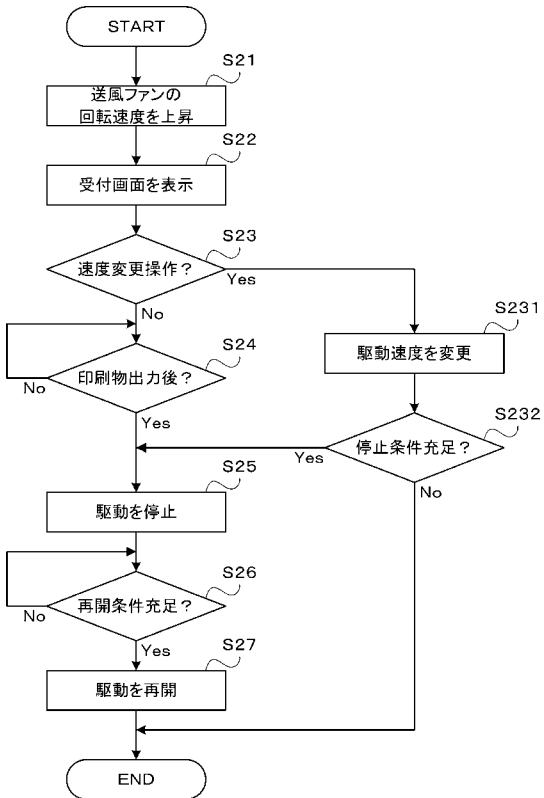 START
S21
送風ファンの
回転速度を上昇
S22
受付画面を表示
S23
速度変更操作？
Yes
No
S231
駆動速度を変更
S24
印刷物出力後？
No
Yes
S232
停止条件充足？
Yes
No
S25
駆動を停止
S26
再開条件充足？
No
Yes
S27
駆動を再開
END